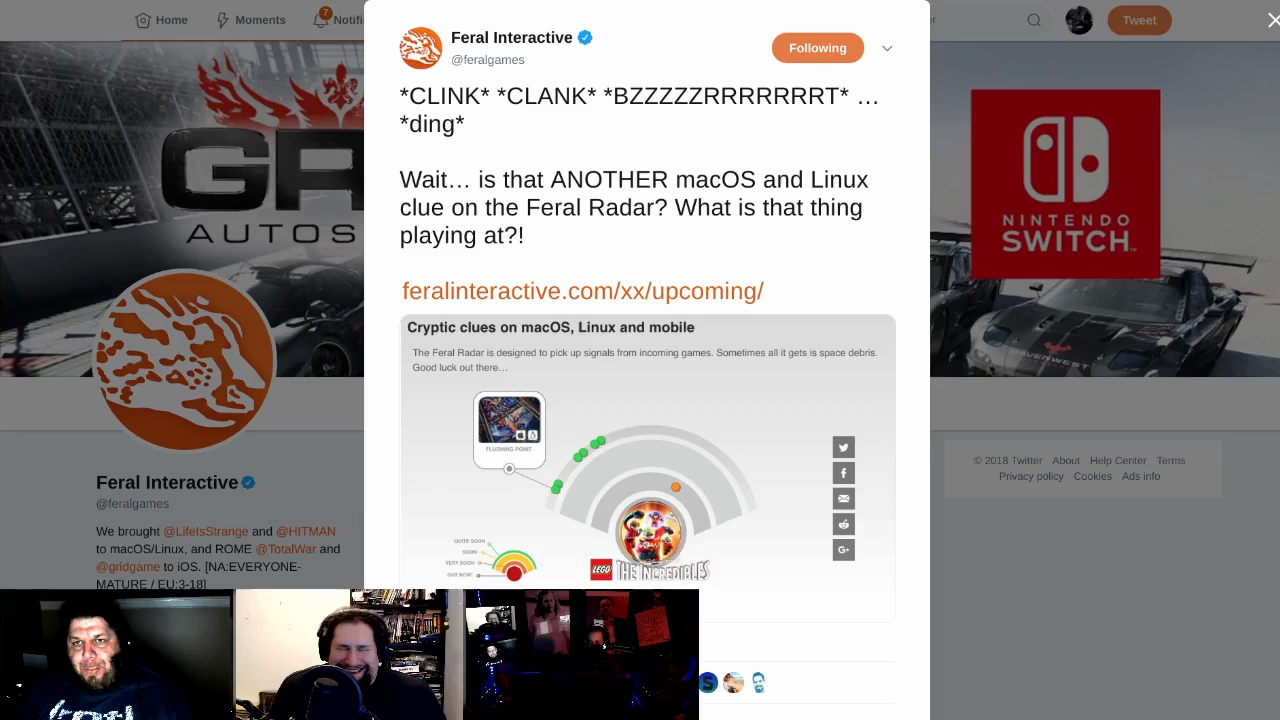 Home
Moments
7
Notifi
er
Tweet
Feral Interactive
@feralgames
Following
*CLINK* *CLANK* *BZZZZZRRRRRRRT* …
*ding*
Wait… is that ANOTHER macOS and Linux
clue on the Feral Radar? What is that thing
playing at?!
feralinteractive.com/xx/upcoming/
Cryptic clues on macOS, Linux and mobile
The Feral Radar is designed to pick up signals from incoming games. Sometimes all it gets is space debris.
Good luck out there…
FLUSHING POINT
QUITE SOON
SOON
VERY SOON
OUT NOW!
LEGO THE INCREDIBLES
G+
GR
AUTOS
NINTENDO
SWITCH™
RAVENWEST
Feral Interactive
@feralgames
We brought @LifeIsStrange and @HITMAN
to macOS/Linux, and ROME @TotalWar and
@gridgame to iOS. [NA:EVERYONE-
MATURE / EU:3-18]
© 2018 Twitter About Help Center Terms
Privacy policy Cookies Ads info